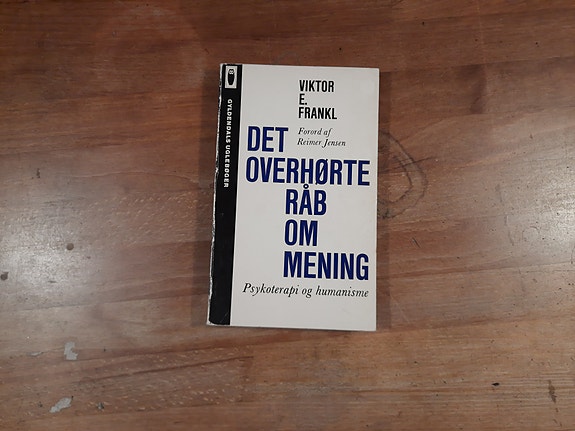 VIKTOR
E.
FRANKL
Forord af
Reimer Jensen
DET
OVERHØRTE
RÅB
OM
MENING
Psykoterapi og humanisme
GYLDENDALS UGLEBØGER